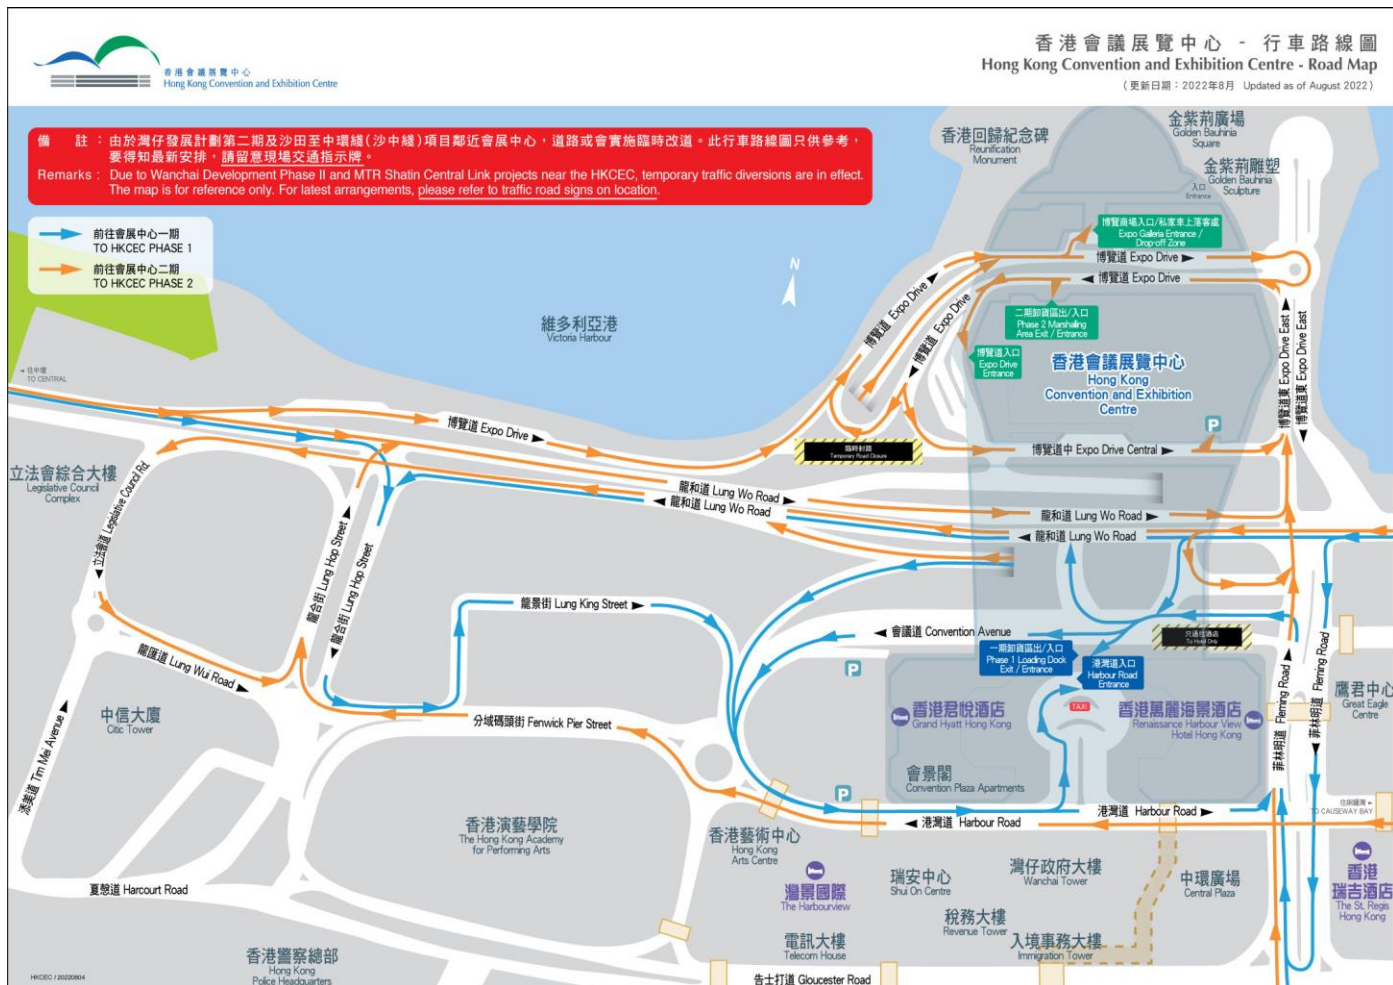 香港會議展覽中心
Hong Kong Convention and Exhibition Centre
香港會議展覽中心 - 行車路線圖
Hong Kong Convention and Exhibition Centre - Road Map
(更新日期：2022年8月 Updated as of August 2022)
備 註：由於灣仔發展計劃第二期及沙田至中環綫(沙中綫)項目鄰近會展中心，道路或會實施臨時改道。此行車路線圖只供參考，
要得知最新安排，請留意現場交通指示牌。
Remarks : Due to Wanchai Development Phase II and MTR Shatin Central Link projects near the HKCEC, temporary traffic diversions are in effect.
The map is for reference only. For latest arrangements, please refer to traffic road signs on location.
前往會展中心一期
TO HKCEC PHASE 1
前往會展中心二期
TO HKCEC PHASE 2
香港回歸紀念碑
Reunification
Monument
金紫荊廣場
Golden Bauhinia
Square
金紫荊雕塑
Golden Bauhinia
Sculpture
入口
Entrance
博覽商場入口/私家車上落客處
Expo Galleria Entrance /
Drop-off Zone
博覽道 Expo Drive ►
◄ 博覽道 Expo Drive
N
維多利亞港
Victoria Harbour
博覽道 Expo Drive ►
◄ 博覽道 Expo Drive
二期卸貨區出/入口
Phase 2 Marshalling
Area Exit / Entrance
博覽道入口
Expo Drive
Entrance
香港會議展覽中心
Hong Kong
Convention and Exhibition
Centre
博覽道東 Expo Drive East ►
◄ 博覽道東 Expo Drive East
◄ 往中環
TO CENTRAL
博覽道 Expo Drive ►
臨時封路
Temporary Road Closure
P
博覽道中 Expo Drive Central ►
立法會綜合大樓
Legislative Council
Complex
◄ 立法會道 Legislative Council Rd.
龍和道 Lung Wo Road ►
◄ 龍和道 Lung Wo Road
龍和道 Lung Wo Road ►
◄ 龍和道 Lung Wo Road
龍合街 Lung Hop Street ►
◄ 龍合街 Lung Hop Street
龍景街 Lung King Street ►
◄ 會議道 Convention Avenue
只通往酒店
To Hotel Only
一期卸貨區出/入口
Phase 1 Loading Dock
Exit / Entrance
港灣道入口
Harbour Road
Entrance
P
龍匯道 Lung Wui Road ►
中信大廈
Citic Tower
添美道 Tim Mei Avenue ►
◄ 分域碼頭街 Fenwick Pier Street
香港君悅酒店
Grand Hyatt Hong Kong
TAXI
香港萬麗海景酒店
Renaissance Harbour View
Hotel Hong Kong
菲林明道 Fleming Road ►
◄ 菲林明道 Fleming Road
鷹君中心
Great Eagle
Centre
會景閣
Convention Plaza Apartments
P
港灣道 Harbour Road ►
◄ 港灣道 Harbour Road
往銅鑼灣 ►
TO CAUSEWAY BAY
香港演藝學院
The Hong Kong Academy
for Performing Arts
香港藝術中心
Hong Kong
Arts Centre
灣景國際
The Harbourview
瑞安中心
Shui On Centre
灣仔政府大樓
Wanchai Tower
中環廣場
Central Plaza
香港
瑞吉酒店
The St. Regis
Hong Kong
夏慤道 Harcourt Road
稅務大樓
Revenue Tower
電訊大樓
Telecom House
入境事務大樓
Immigration Tower
香港警察總部
Hong Kong
Police Headquarters
告士打道 Gloucester Road
HKCEC / 20220804